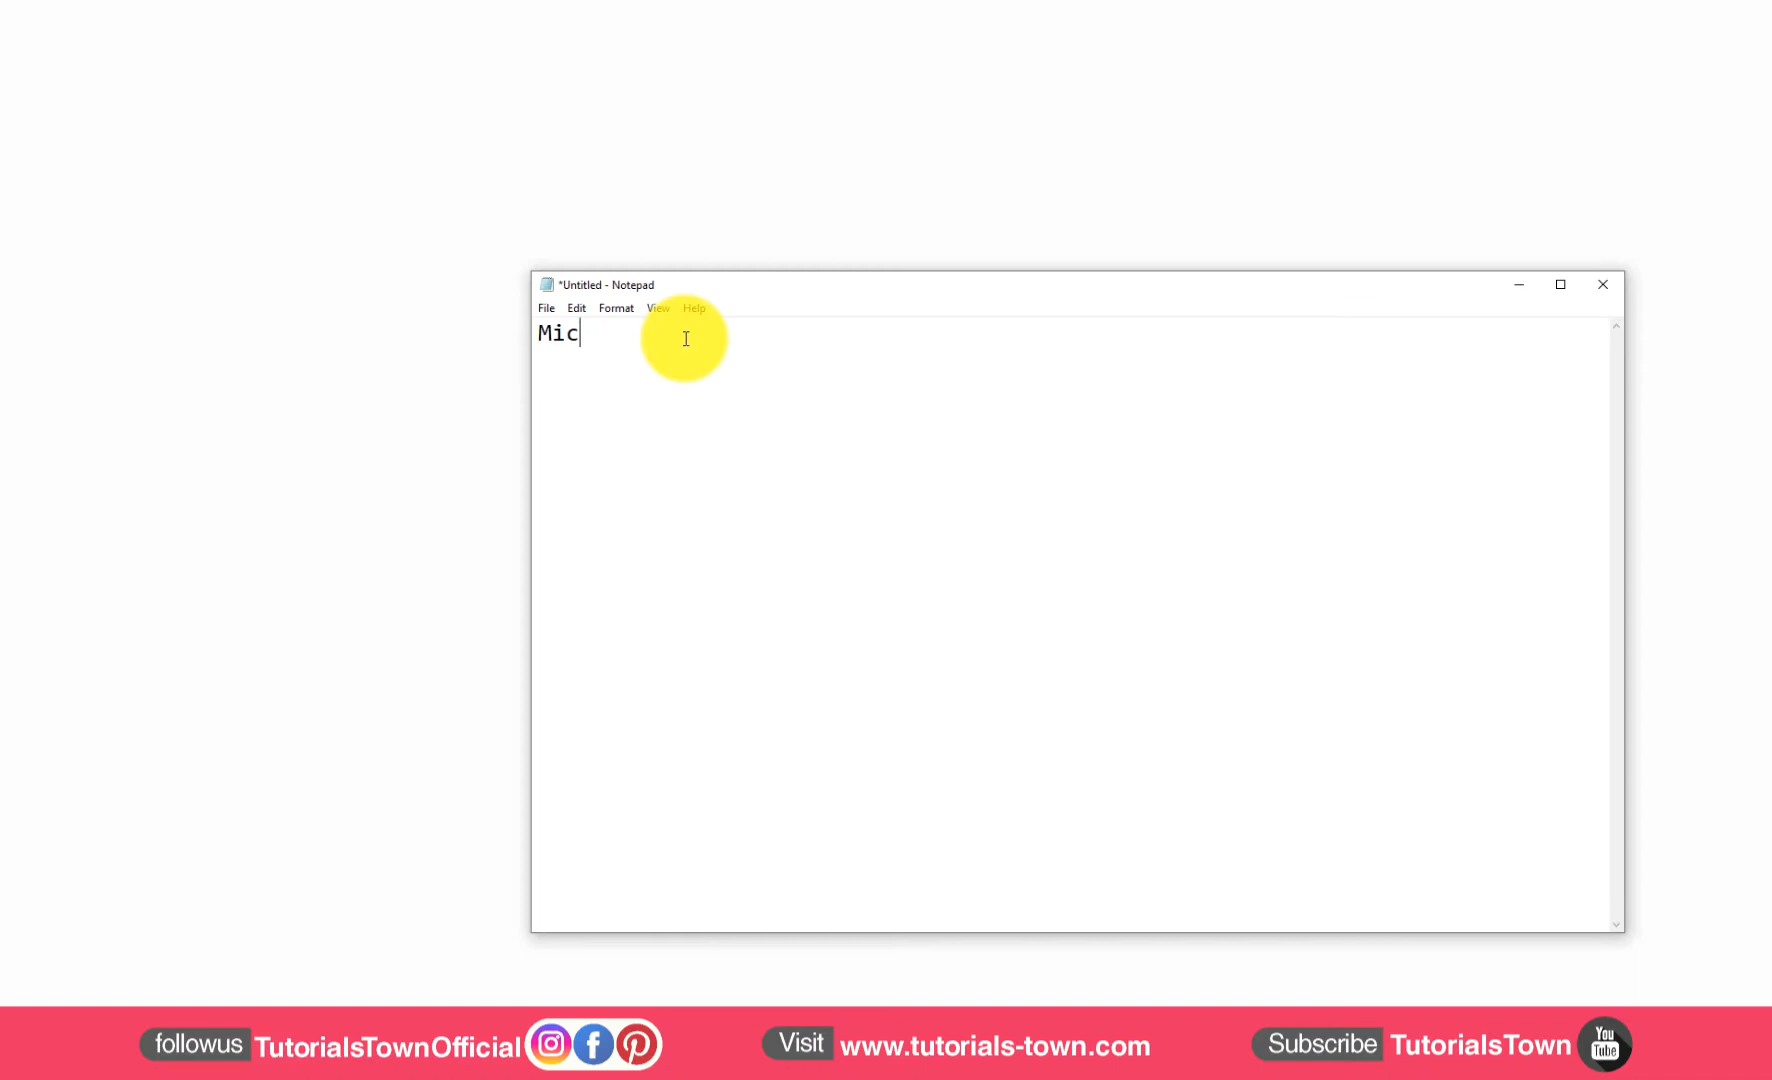 *Untitled - Notepad
File Edit Format View Help
Mic
followus TutorialsTownOfficial Visit www.tutorials-town.com Subscribe TutorialsTown You Tube